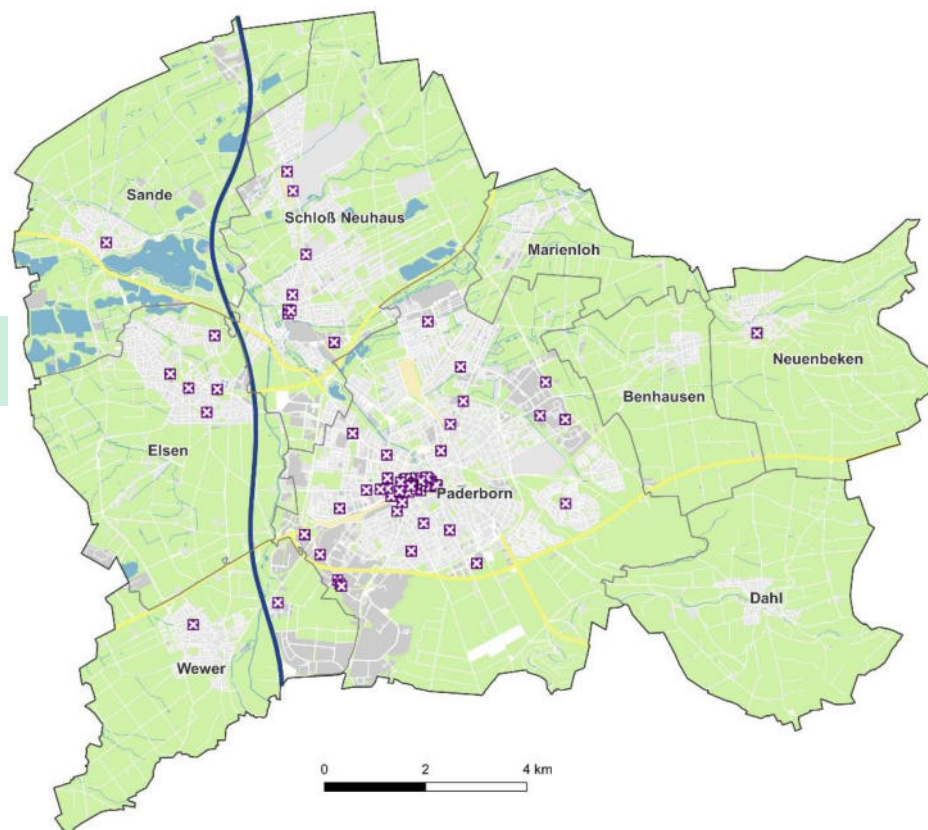 Sande
Schloß Neuhaus
Marienloh
Neuenbeken
Benhausen
Elsen
Paderborn
Dahl
Wewer
0 2 4 km